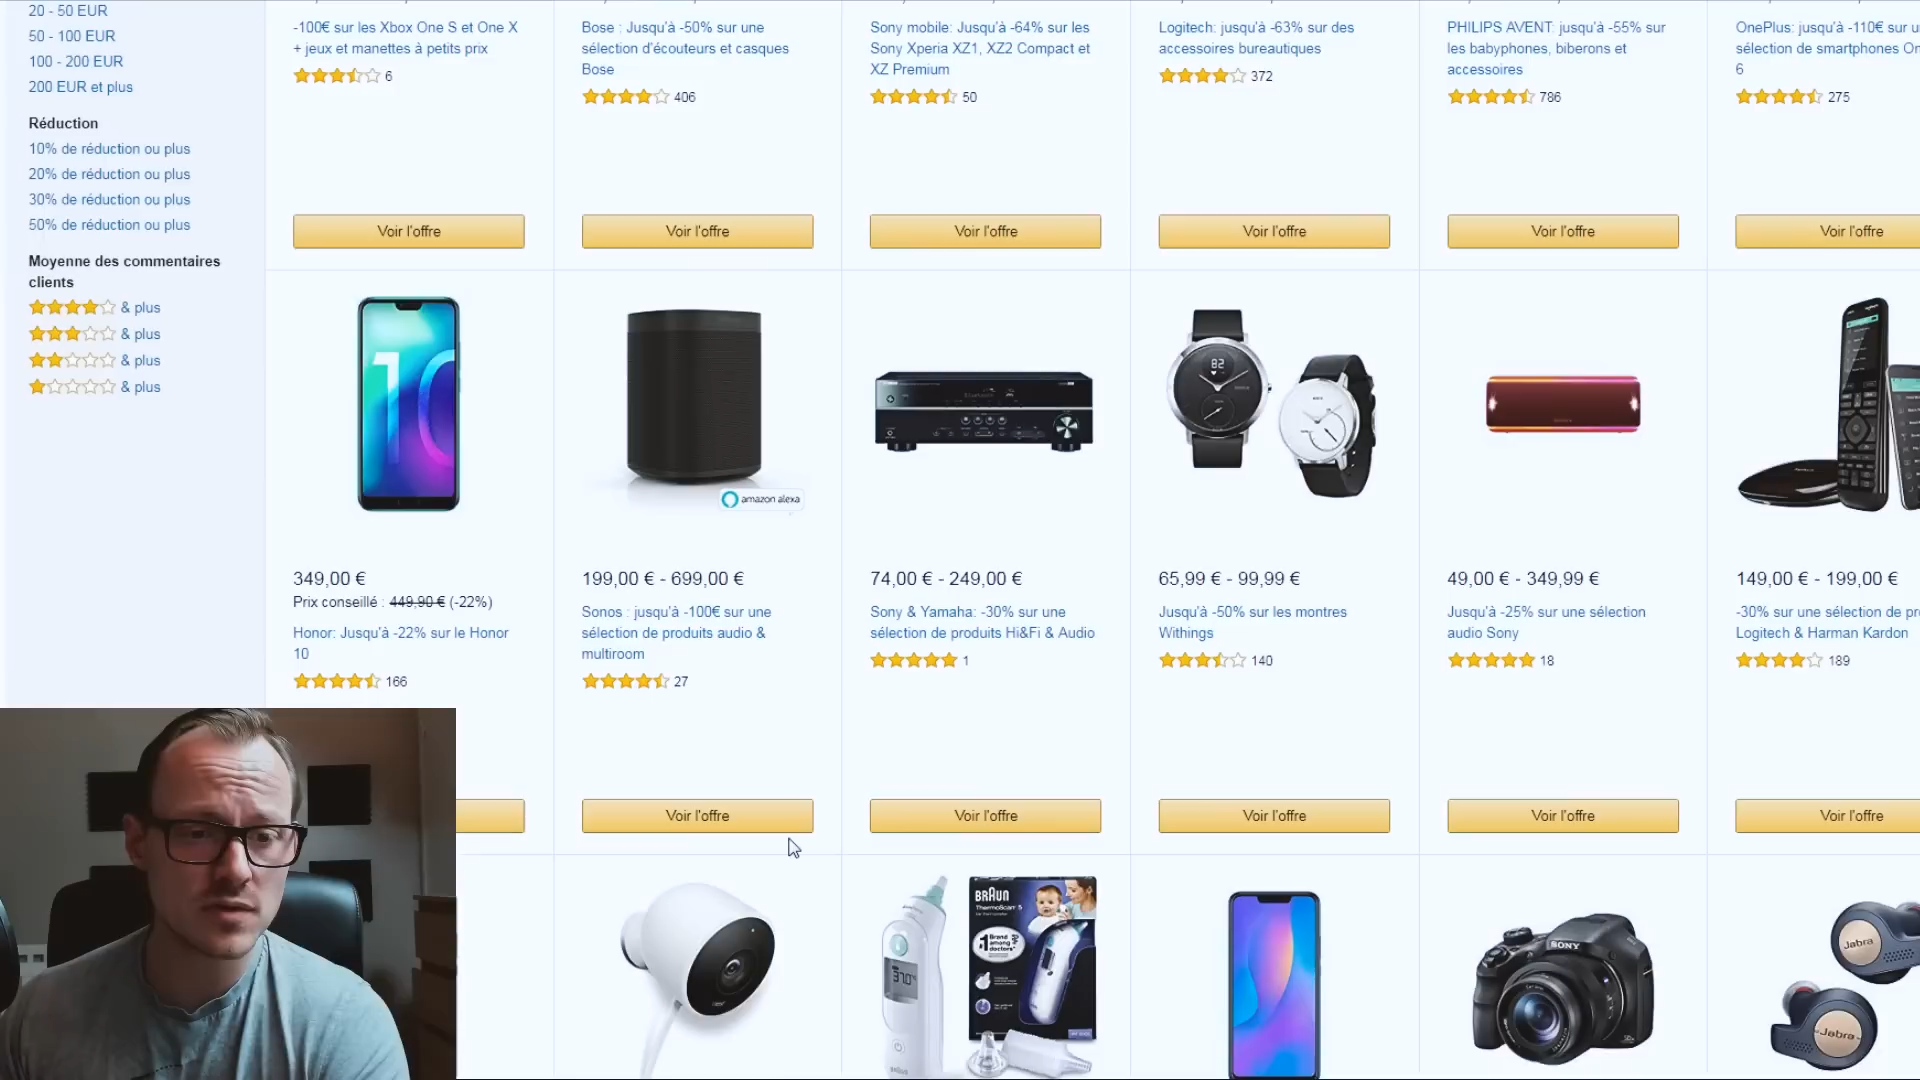 20 - 50 EUR
50 - 100 EUR
100 - 200 EUR
200 EUR et plus
Réduction
10% de réduction ou plus
20% de réduction ou plus
30% de réduction ou plus
50% de réduction ou plus
Moyenne des commentaires
clients
& plus
& plus
& plus
& plus
-100€ sur les Xbox One S et One X
+ jeux et manettes à petits prix
6
Voir l'offre
Bose : Jusqu'à -50% sur une
sélection d'écouteurs et casques
Bose
406
Voir l'offre
Sony mobile: Jusqu'à -64% sur les
Sony Xperia XZ1, XZ2 Compact et
XZ Premium
50
Voir l'offre
Logitech: jusqu'à -63% sur des
accessoires bureautiques
372
Voir l'offre
PHILIPS AVENT: jusqu'à -55% sur
les babyphones, biberons et
accessoires
786
Voir l'offre
OnePlus: jusqu'à -110€ sur
sélection de smartphones
6
275
Voir l'offre
10
349,00 €
Prix conseillé : 449,90 € (-22%)
Honor: Jusqu'à -22% sur le Honor
10
166
amazon alexa
199,00 € - 699,00 €
Sonos : jusqu'à -100€ sur une
sélection de produits audio &
multiroom
27
Voir l'offre
74,00 € - 249,00 €
Sony & Yamaha: -30% sur une
sélection de produits Hi&Fi & Audio
1
Voir l'offre
82
65,99 € - 99,99 €
Jusqu'à -50% sur les montres
Withings
140
Voir l'offre
49,00 € - 349,99 €
Jusqu'à -25% sur une sélection
audio Sony
18
Voir l'offre
149,00 € - 199,00 €
-30% sur une sélection de
Logitech & Harman Kardon
189
Voir l'offre
BRAUN
ThermoScan 5
#1 Brand
among
doctors*
37.0
BRAUN
SONY
Jabra
Jabra